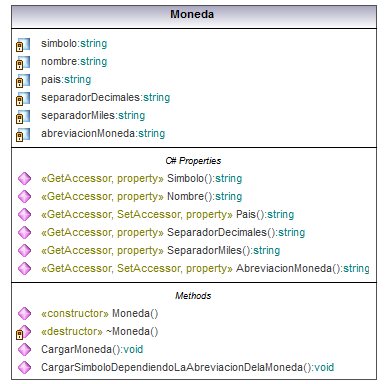 Moneda
simbolo:string
nombre:string
pais:string
separadorDecimales:string
separadorMiles:string
abreviacionMoneda:string
C# Properties
«GetAccessor, property» Simbolo():string
«GetAccessor, property» Nombre():string
«GetAccessor, SetAccessor, property» Pais():string
«GetAccessor, property» SeparadorDecimales():string
«GetAccessor, property» SeparadorMiles():string
«GetAccessor, SetAccessor, property» AbreviacionMoneda():string
Methods
«constructor» Moneda()
«destructor» ~Moneda()
CargarMoneda():void
CargarSimboloDependiendoLaAbreviacionDelaMoneda():void